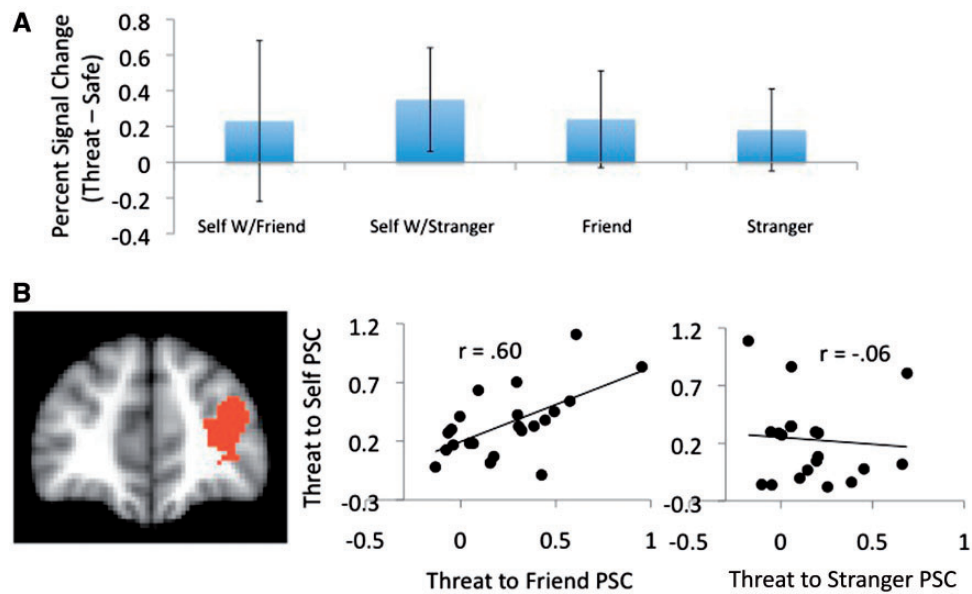 A
Percent Signal Change
(Threat – Safe)
0.8
0.6
0.4
0.2
0
-0.2
-0.4
Self W/Friend
Self W/Stranger
Friend
Stranger
B
Threat to Self PSC
1.2
0.7
0.2
-0.3
r = .60
-0.5
0
0.5
1
Threat to Friend PSC
1.2
0.7
0.2
-0.3
r = -.06
-0.5
0
0.5
1
Threat to Stranger PSC